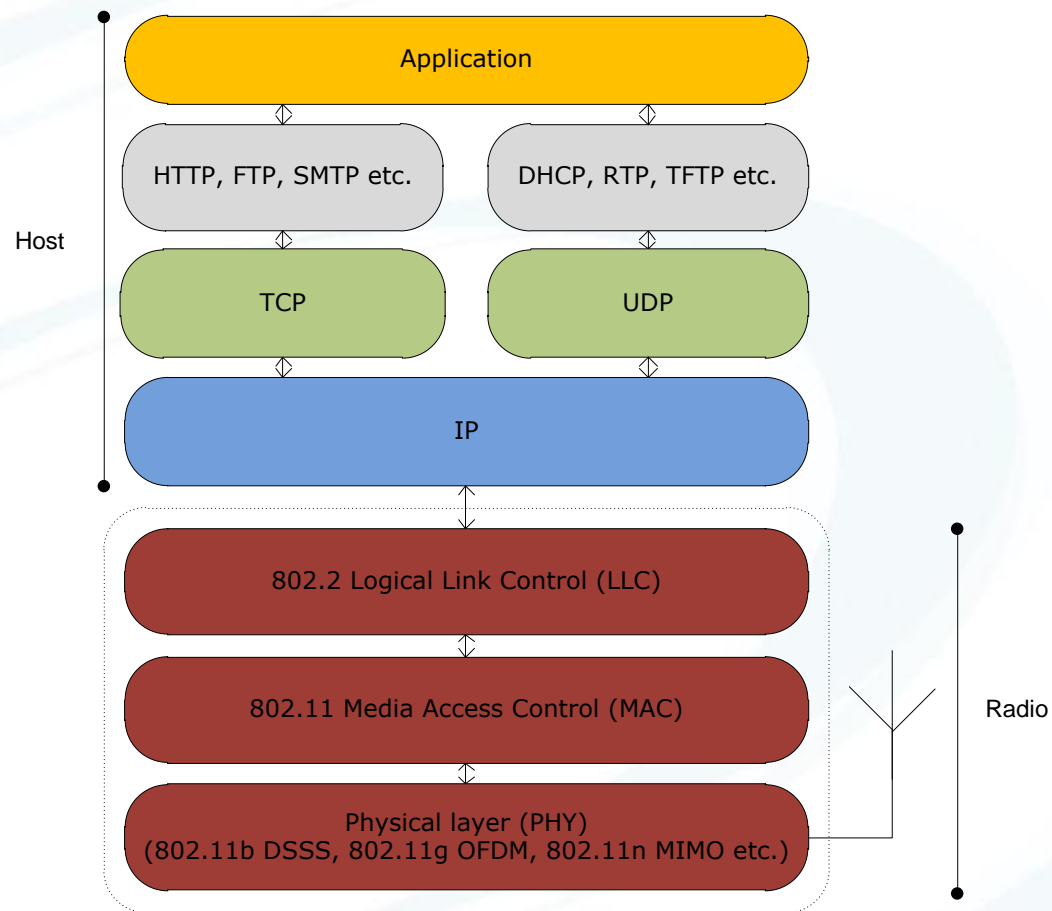 Application
HTTP, FTP, SMTP etc.
DHCP, RTP, TFTP etc.
Host
TCP
UDP
IP
802.2 Logical Link Control (LLC)
802.11 Media Access Control (MAC)
Radio
Physical layer (PHY)
(802.11b DSSS, 802.11g OFDM, 802.11n MIMO etc.)